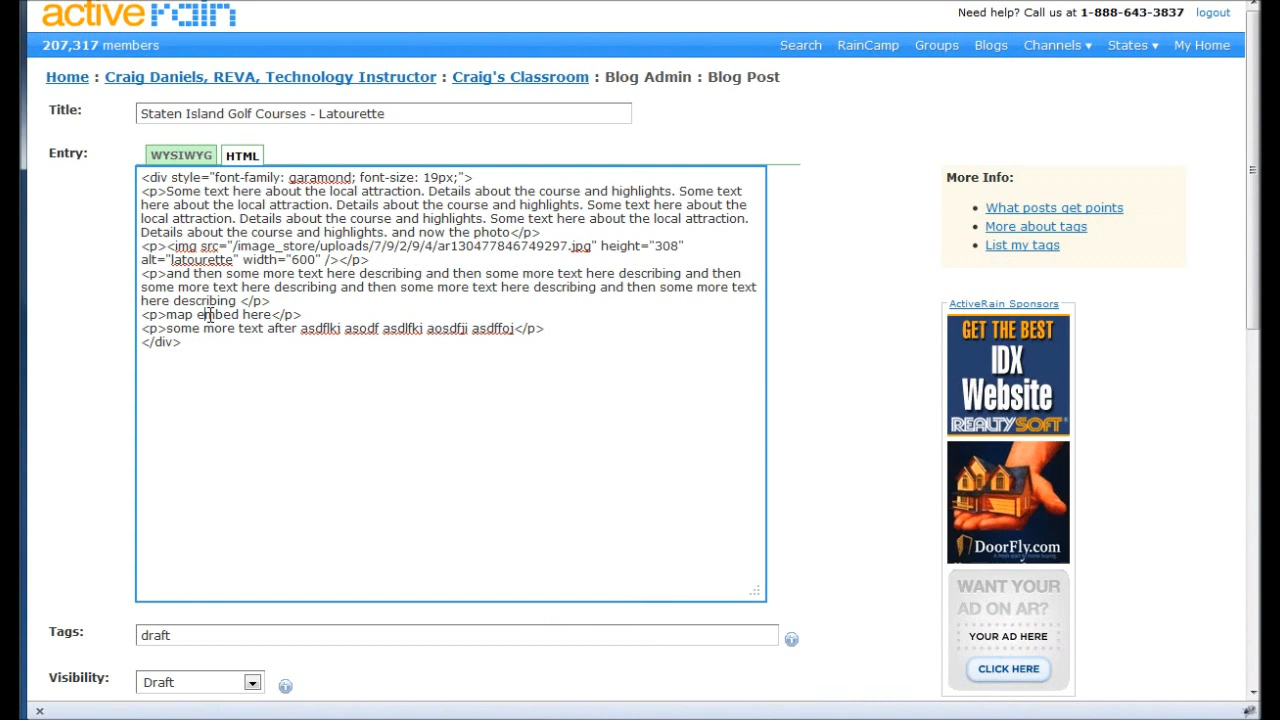 active rain
Need help? Call us at 1-888-643-3837 logout
207,317 members
Search RainCamp Groups Blogs Channels ▾ States ▾ My Home
Home : Craig Daniels, REVA, Technology Instructor : Craig's Classroom : Blog Admin : Blog Post
Title: Staten Island Golf Courses - Latourette
Entry: WYSIWYG HTML
<div style="font-family: garamond; font-size: 19px;">
<p>Some text here about the local attraction. Details about the course and highlights. Some text
here about the local attraction. Details about the course and highlights. Some text here about the
local attraction. Details about the course and highlights. Some text here about the local attraction.
Details about the course and highlights. and now the photo</p>
<p><img src="/image_store/uploads/7/9/2/9/4/ar130477846749297.jpg" height="308"
alt="latourette" width="600" /></p>
<p>and then some more text here describing and then some more text here describing and then
some more text here describing and then some more text here describing and then some more text
here describing </p>
<p>map embed here</p>
<p>some more text after asdflkj asodf asdlfkj aosdfji asdffoj</p>
</div>
More Info:
• What posts get points
• More about tags
• List my tags
ActiveRain Sponsors
GET THE BEST
IDX
Website
REALTYSOFT
DoorFly.com
WANT YOUR
AD ON AR?
YOUR AD HERE
CLICK HERE
Tags: draft
Visibility: Draft